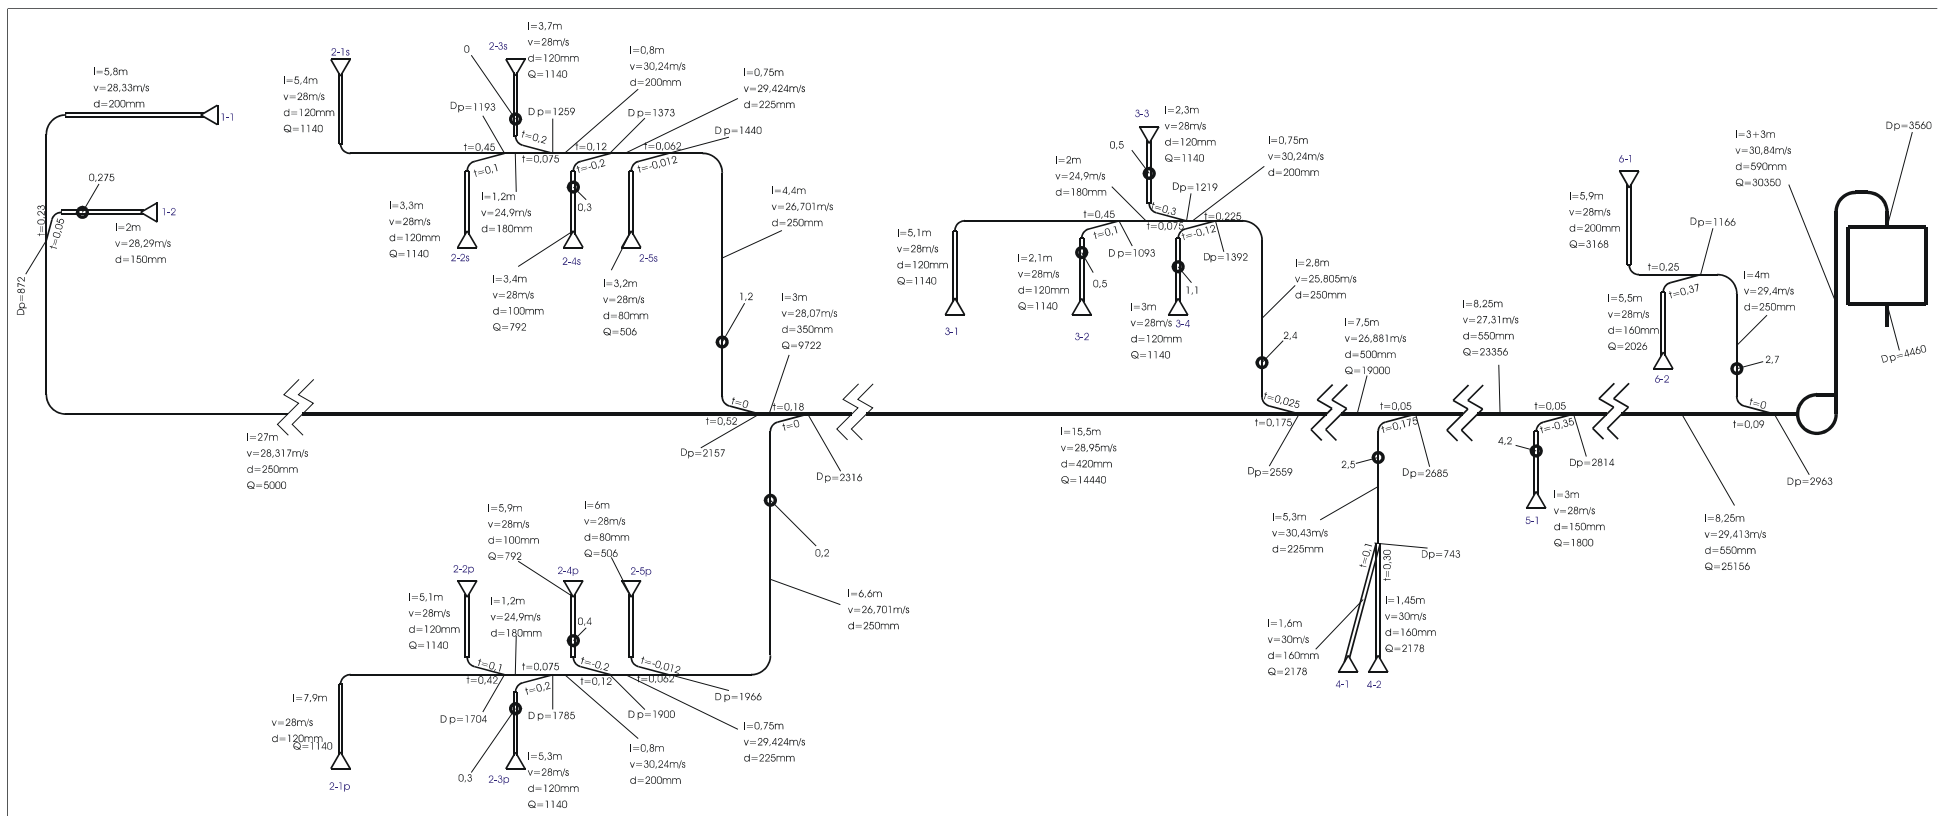 l=5,8m
v=28,33m/s
d=200mm
1-1
0,275
1-2
l=2m
v=28,29m/s
d=150mm
t=0,23
t=0,05
Dp=872
l=27m
v=28,317m/s
d=250mm
Q=5000
2-1s
l=5,4m
v=28m/s
d=120mm
Q=1140
0
2-3s
l=3,7m
v=28m/s
d=120mm
Q=1140
Dp=1193
Dp=1259
l=0,8m
v=30,24m/s
d=200mm
Dp=1373
l=0,75m
v=29,424m/s
d=225mm
Dp=1440
t=0,45
t=0,1
t=0,2
t=0,075
t=0,12
t=-0,2
t=0,062
t=-0,012
l=3,3m
v=28m/s
d=120mm
Q=1140
2-2s
l=1,2m
v=24,9m/s
d=180mm
0,3
2-4s
2-5s
l=3,4m
v=28m/s
d=100mm
Q=792
l=3,2m
v=28m/s
d=80mm
Q=506
l=4,4m
v=26,701m/s
d=250mm
1,2
l=3m
v=28,07m/s
d=350mm
Q=9722
t=0
t=0,52
t=0,18
t=0
Dp=2157
Dp=2316
0,2
l=6,6m
v=26,701m/s
d=250mm
l=5,9m
v=28m/s
d=100mm
Q=792
l=6m
v=28m/s
d=80mm
Q=506
2-2p
2-4p
2-5p
l=5,1m
v=28m/s
d=120mm
Q=1140
l=1,2m
v=24,9m/s
d=180mm
0,4
t=0,1
t=0,42
t=0,075
t=0,2
t=-0,2
t=0,12
t=-0,012
t=0,062
l=7,9m
v=28m/s
d=120mm
Q=1140
2-1p
Dp=1704
Dp=1785
Dp=1900
Dp=1966
0,3
2-3p
l=5,3m
v=28m/s
d=120mm
Q=1140
l=0,8m
v=30,24m/s
d=200mm
l=0,75m
v=29,424m/s
d=225mm
l=15,5m
v=28,95m/s
d=420mm
Q=14440
3-3
l=2,3m
v=28m/s
d=120mm
Q=1140
0,5
l=2m
v=24,9m/s
d=180mm
Dp=1219
l=0,75m
v=30,24m/s
d=200mm
t=0,45
t=0,1
t=0,3
t=0,075
t=-0,12
t=0,225
l=5,1m
v=28m/s
d=120mm
Q=1140
3-1
l=2,1m
v=28m/s
d=120mm
Q=1140
0,5
3-2
Dp=1093
Dp=1392
1,1
l=3m
v=28m/s
d=120mm
Q=1140
3-4
l=2,8m
v=25,805m/s
d=250mm
2,4
t=0,025
t=0,175
Dp=2559
l=7,5m
v=26,881m/s
d=500mm
Q=19000
t=0,05
t=0,175
2,5
Dp=2685
l=5,3m
v=30,43m/s
d=225mm
Dp=743
t=0,1
t=0,30
l=1,6m
v=30m/s
d=160mm
Q=2178
l=1,45m
v=30m/s
d=160mm
Q=2178
4-1
4-2
l=8,25m
v=27,31m/s
d=550mm
Q=23356
t=0,05
t=-0,35
4,2
Dp=2814
5-1
l=3m
v=28m/s
d=150mm
Q=1800
6-1
l=5,9m
v=28m/s
d=200mm
Q=3168
Dp=1166
t=0,25
t=0,37
l=5,5m
v=28m/s
d=160mm
Q=2026
6-2
l=4m
v=29,4m/s
d=250mm
2,7
t=0
t=0,09
Dp=2963
l=8,25m
v=29,413m/s
d=550mm
Q=25156
l=3+3m
v=30,84m/s
d=590mm
Q=30350
Dp=3560
Dp=4460